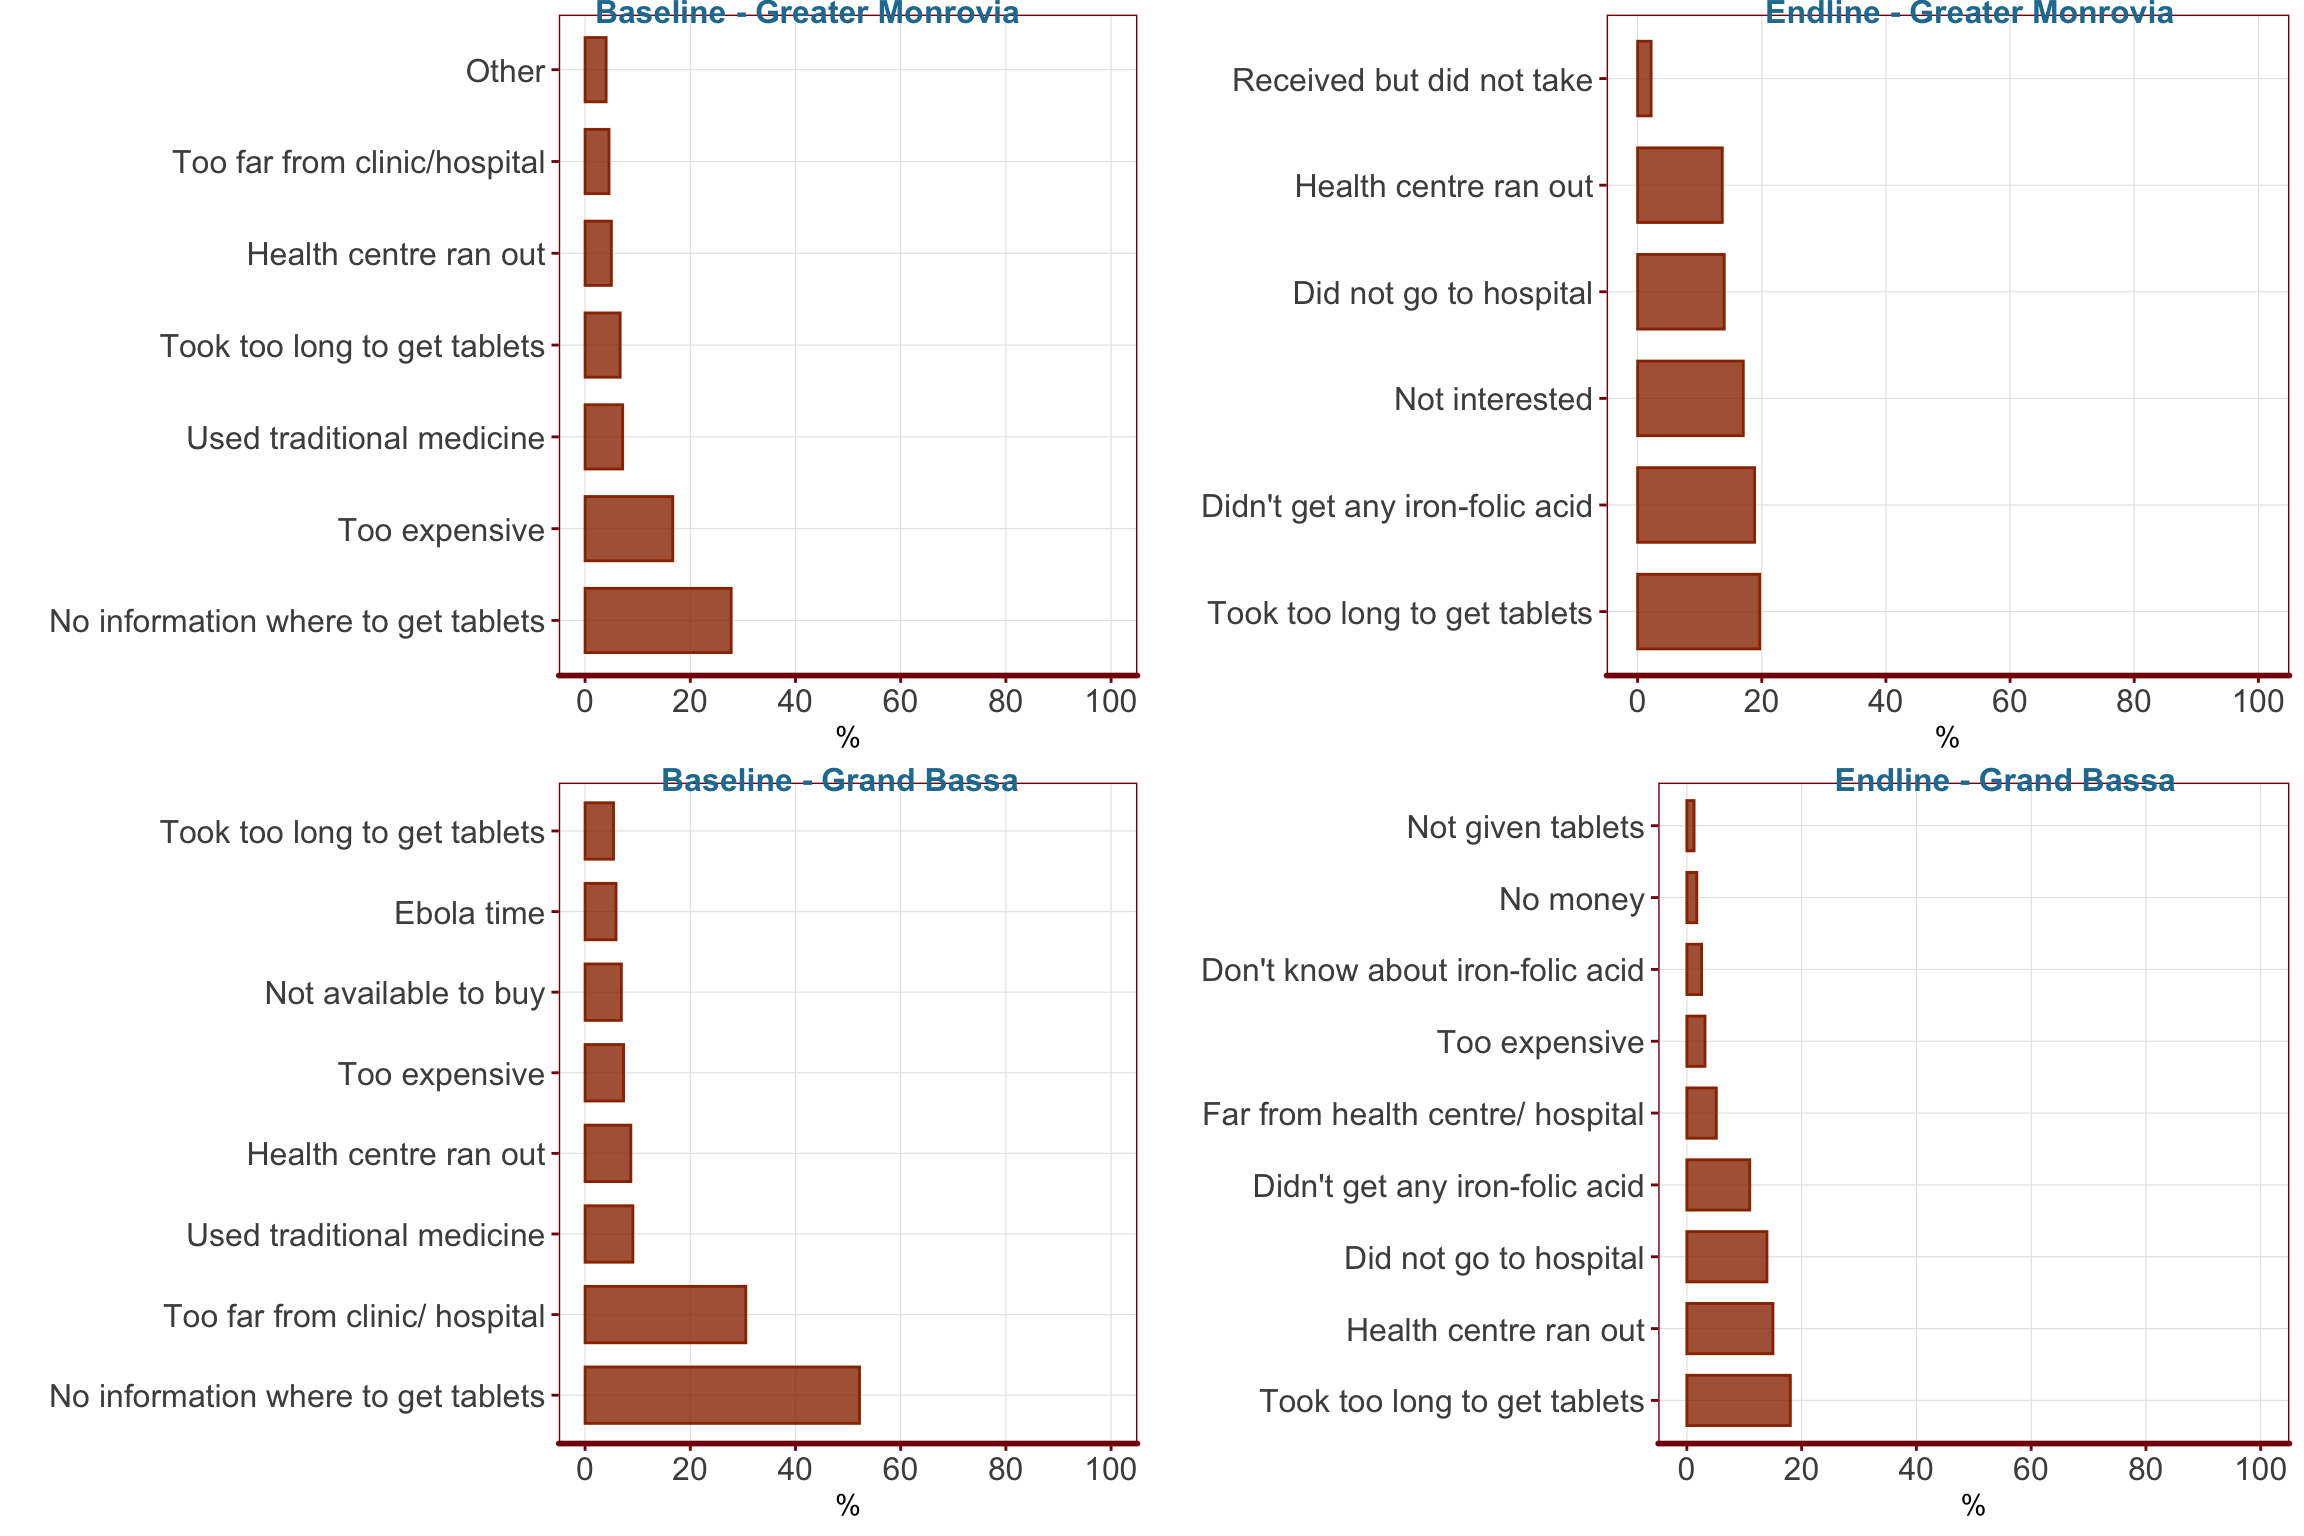 Baseline - Greater Monrovia
Other
Too far from clinic/hospital
Health centre ran out
Took too long to get tablets
Used traditional medicine
Too expensive
No information where to get tablets
0 20 40 60 80 100
%
Endline - Greater Monrovia
Received but did not take
Health centre ran out
Did not go to hospital
Not interested
Didn't get any iron-folic acid
Took too long to get tablets
0 20 40 60 80 100
%
Baseline - Grand Bassa
Took too long to get tablets
Ebola time
Not available to buy
Too expensive
Health centre ran out
Used traditional medicine
Too far from clinic/ hospital
No information where to get tablets
0 20 40 60 80 100
%
Endline - Grand Bassa
Not given tablets
No money
Don't know about iron-folic acid
Too expensive
Far from health centre/ hospital
Didn't get any iron-folic acid
Did not go to hospital
Health centre ran out
Took too long to get tablets
0 20 40 60 80 100
%